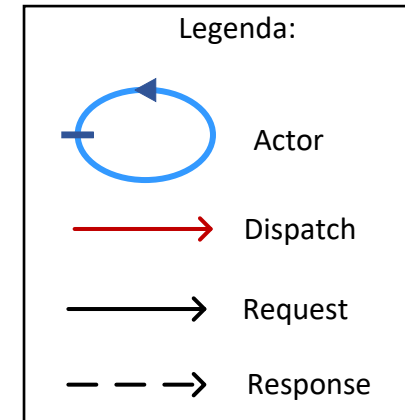 Legenda:
Actor
Dispatch
Request
Response